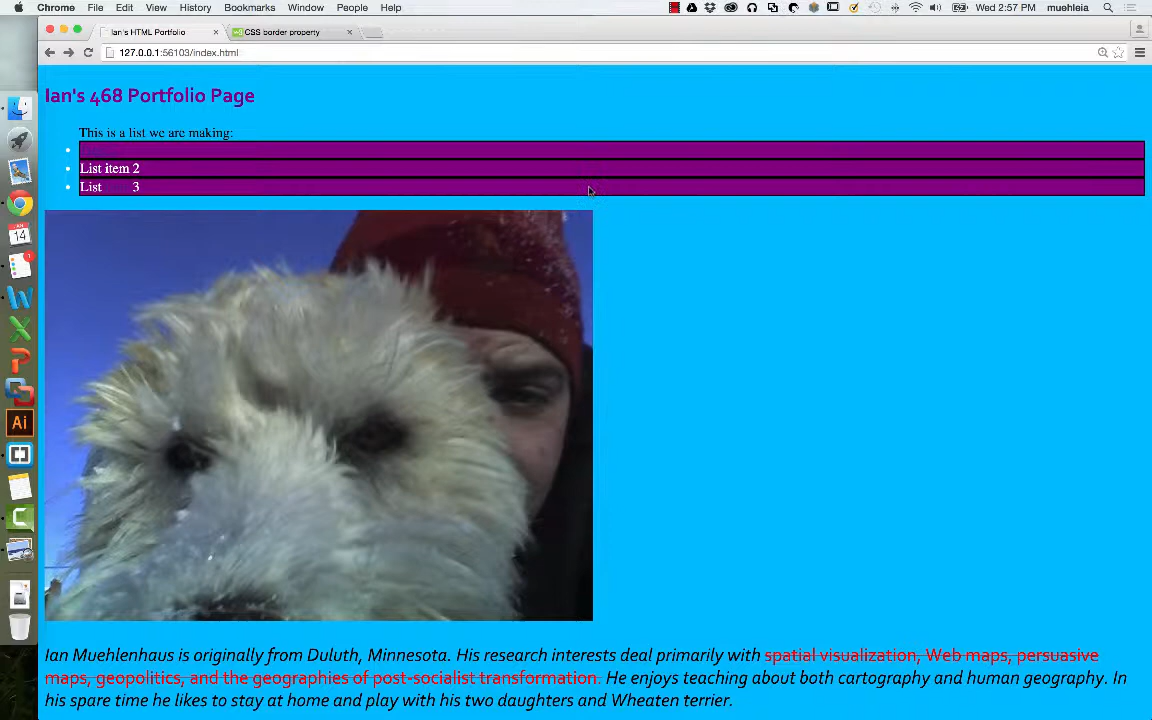 Chrome File Edit View History Bookmarks Window People Help Wed 2:57 PM muehleia
Ian's HTML Portfolio × CSS border property ×
127.0.0.1:56103/index.html
Ian's 468 Portfolio Page
This is a list we are making:
List item 2
List 3
Ian Muehlenhaus is originally from Duluth, Minnesota. His research interests deal primarily with spatial visualization, Web maps, persuasive
maps, geopolitics, and the geographies of post-socialist transformation. He enjoys teaching about both cartography and human geography. In
his spare time he likes to stay at home and play with his two daughters and Wheaten terrier.
14
1
Ai